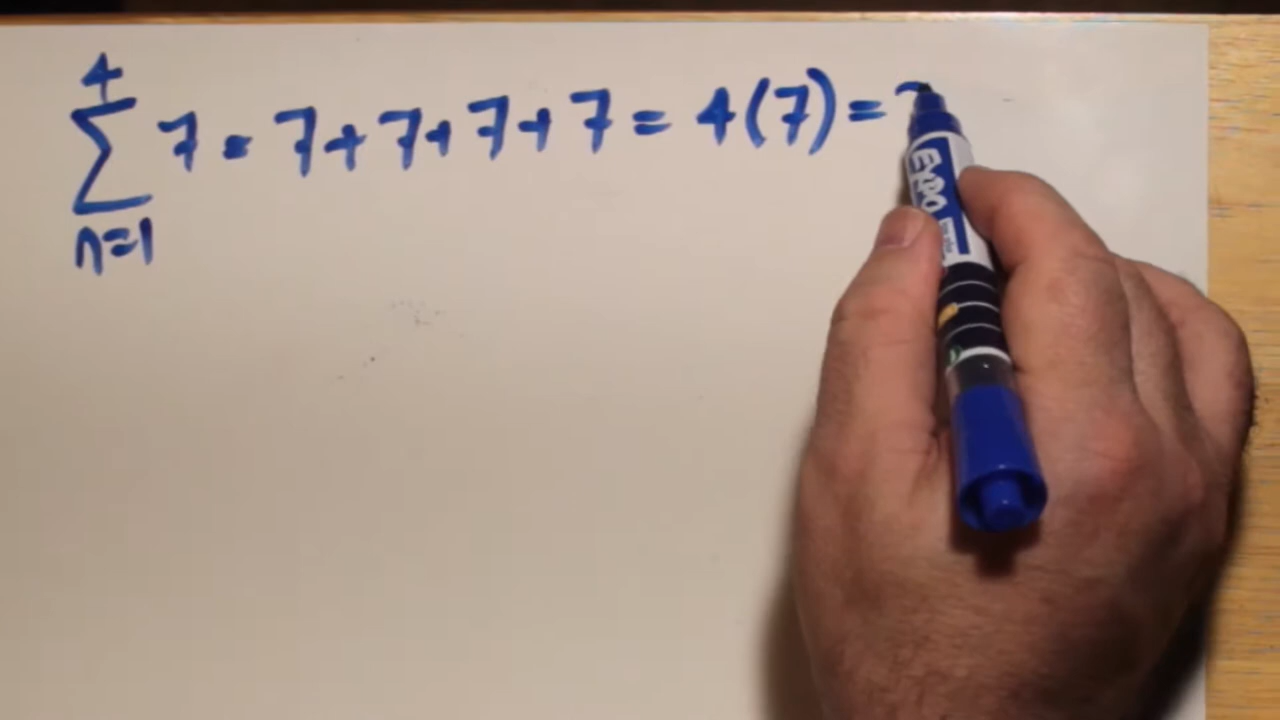 4
∑ 7 = 7+7+7+7 = 4(7) =
n=1
EXPO